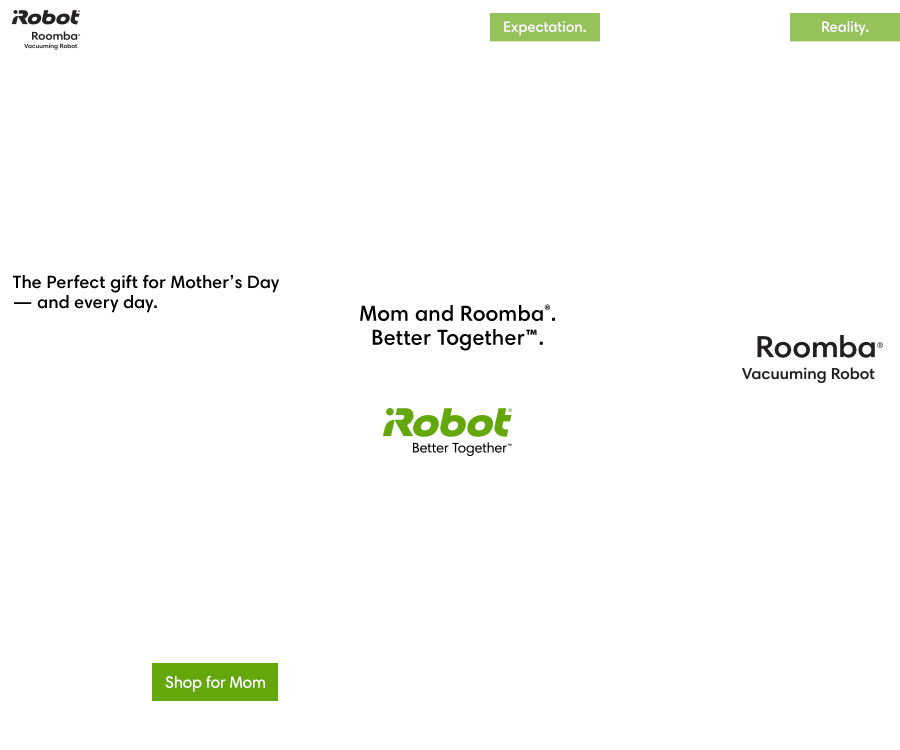 iRobot®
Roomba®
Vacuuming Robot
Expectation.
Reality.
The Perfect gift for Mother's Day
— and every day.
Mom and Roomba®.
Better Together™.
Roomba®
Vacuuming Robot
iRobot®
Better Together™
Shop for Mom